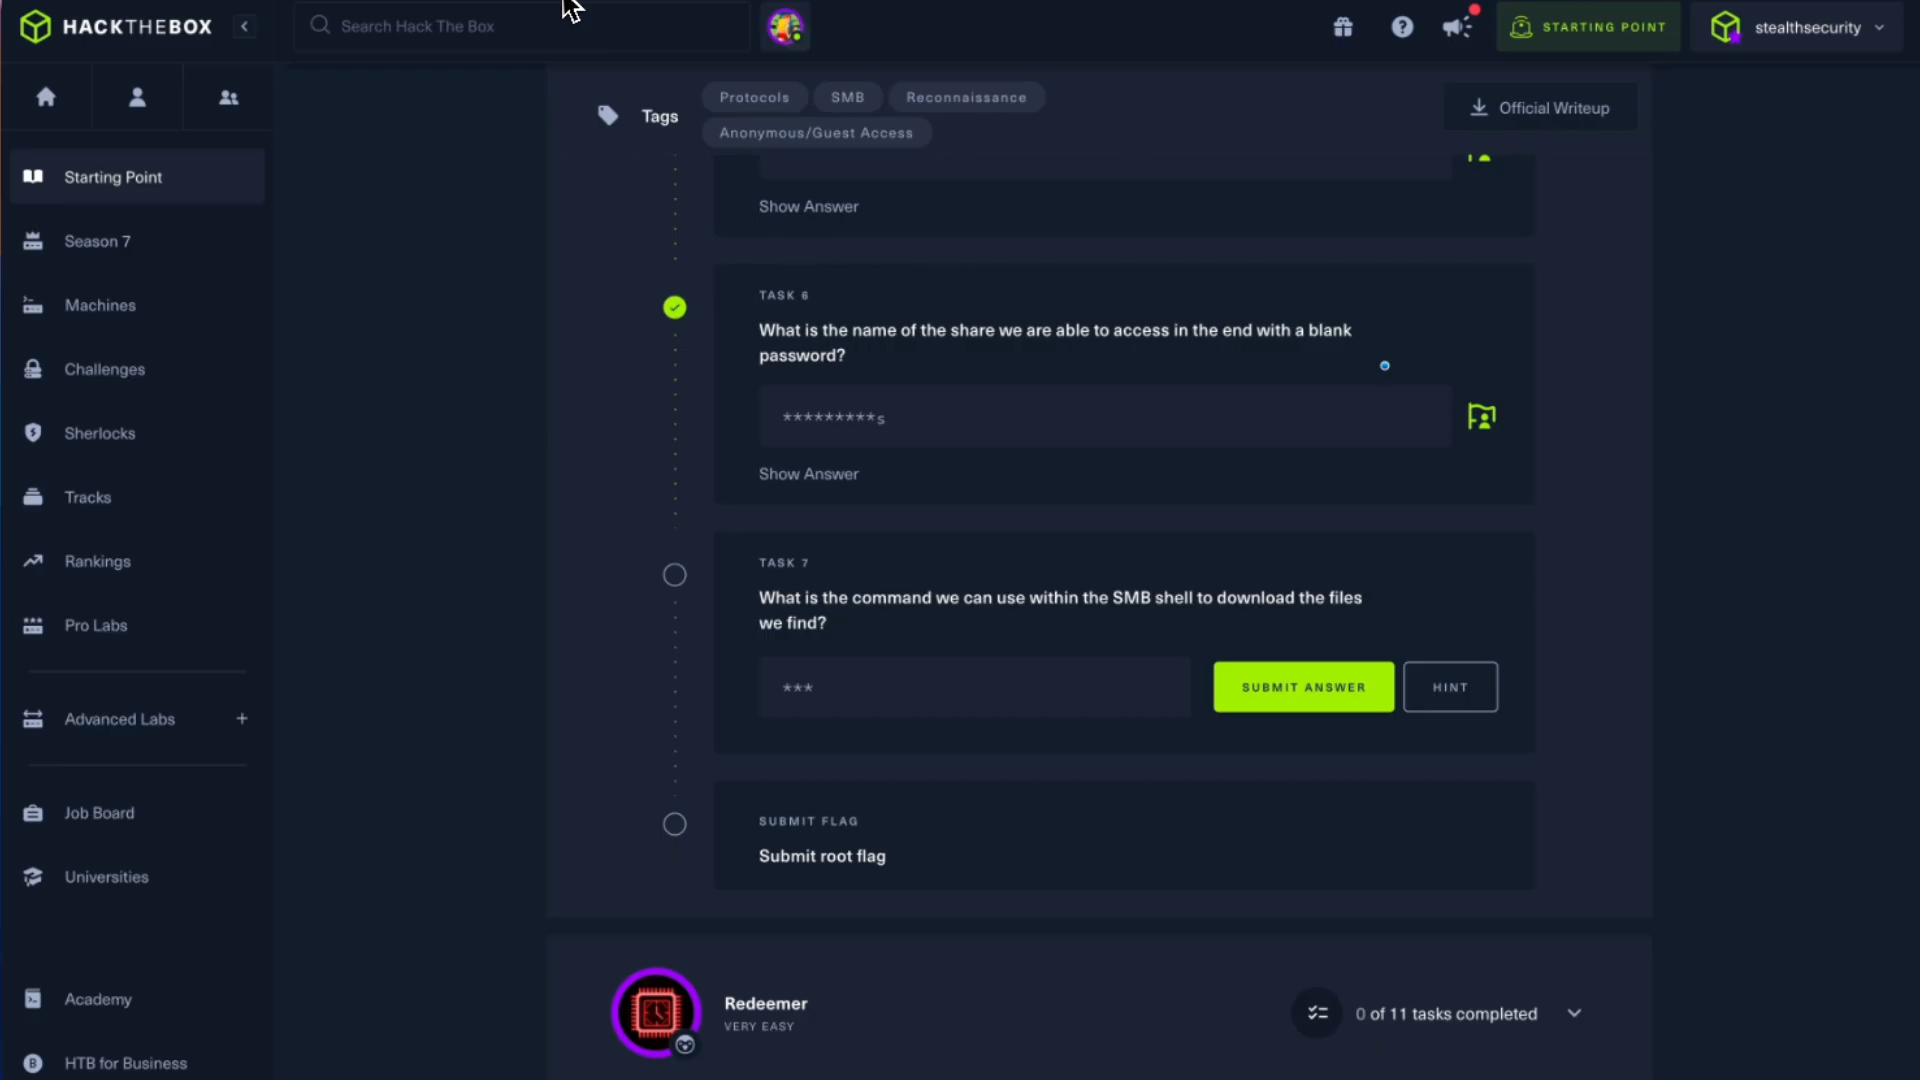 HACKTHEBOX
Search Hack The Box
STARTING POINT
stealthsecurity
Starting Point
Season 7
Machines
Challenges
Sherlocks
Tracks
Rankings
Pro Labs
Advanced Labs +
Job Board
Universities
Academy
HTB for Business
Tags
Protocols
SMB
Reconnaissance
Anonymous/Guest Access
Official Writeup
Show Answer
TASK 6
What is the name of the share we are able to access in the end with a blank
password?
*********s
Show Answer
TASK 7
What is the command we can use within the SMB shell to download the files
we find?
***
SUBMIT ANSWER
HINT
SUBMIT FLAG
Submit root flag
Redeemer
VERY EASY
0 of 11 tasks completed